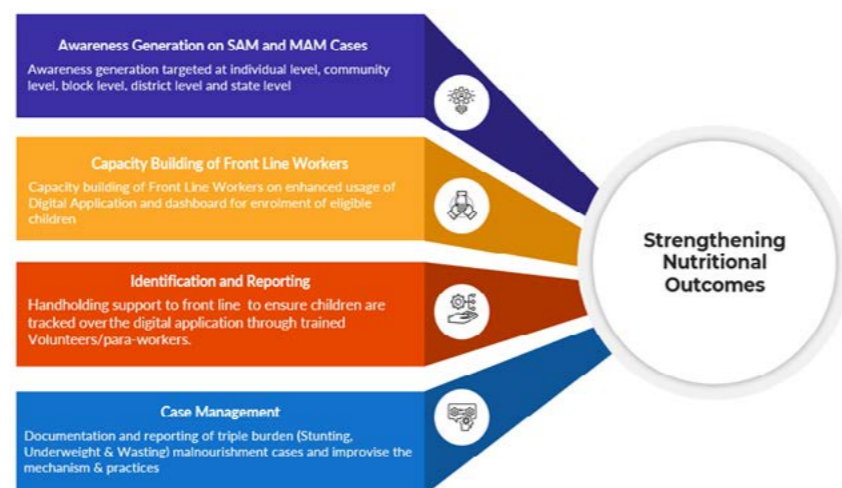 Awareness Generation on SAM and MAM Cases
Awareness generation targeted at individual level, community
level, block level, district level and state level
Capacity Building of Front Line Workers
Capacity building of Front Line Workers on enhanced usage of
Digital Application and dashboard for enrolment of eligible
children
Identification and Reporting
Handholding support to front line to ensure children are
tracked over the digital application through trained
Volunteers/para-workers.
Case Management
Documentation and reporting of triple burden (Stunting,
Underweight & Wasting) malnourishment cases and improvise the
mechanism & practices
Strengthening
Nutritional
Outcomes